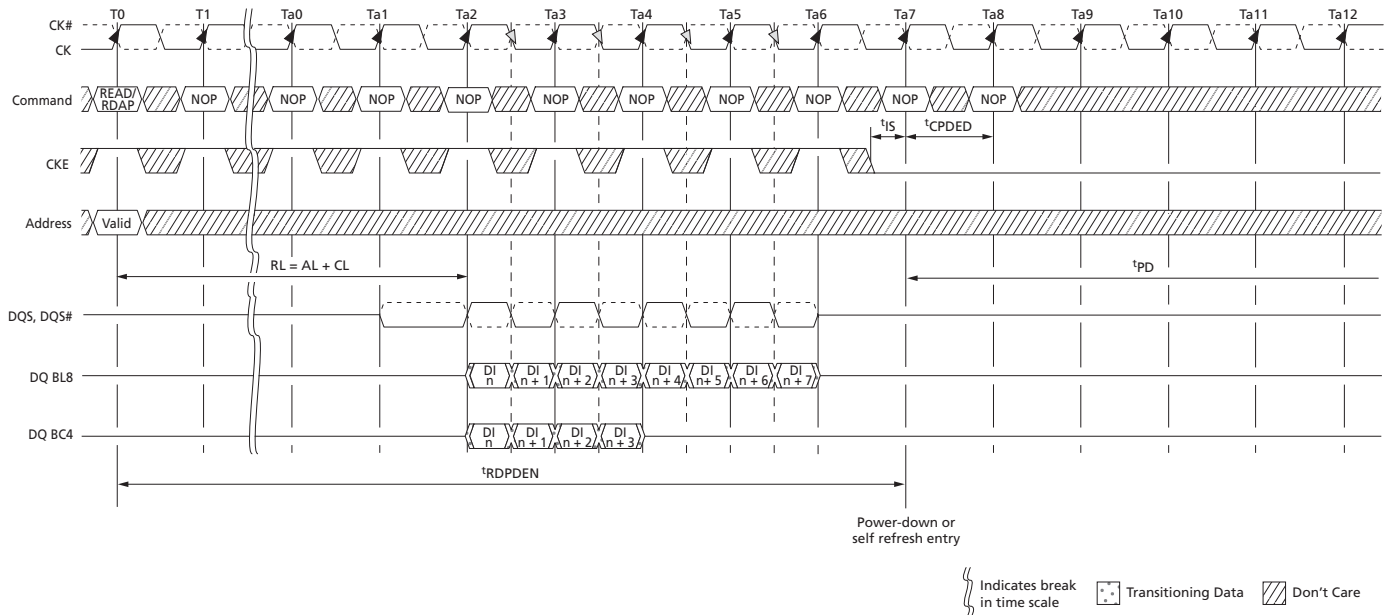 T0 T1 Ta0 Ta1 Ta2 Ta3 Ta4 Ta5 Ta6 Ta7 Ta8 Ta9 Ta10 Ta11 Ta12
CK#
CK
Command READ/ RDAP NOP NOP NOP NOP NOP NOP NOP NOP NOP NOP
tIS tCPDED
CKE
Address Valid
RL = AL + CL tPD
DQS, DQS#
DQ BL8 DI n DI n + 1 DI n + 2 DI n + 3 DI n + 4 DI n+ 5 DI n + 6 DI n + 7
DQ BC4 DI n DI n + 1 DI n + 2 DI n + 3
tRDPDEN
Power-down or
self refresh entry
Indicates break
in time scale
Transitioning Data
Don't Care